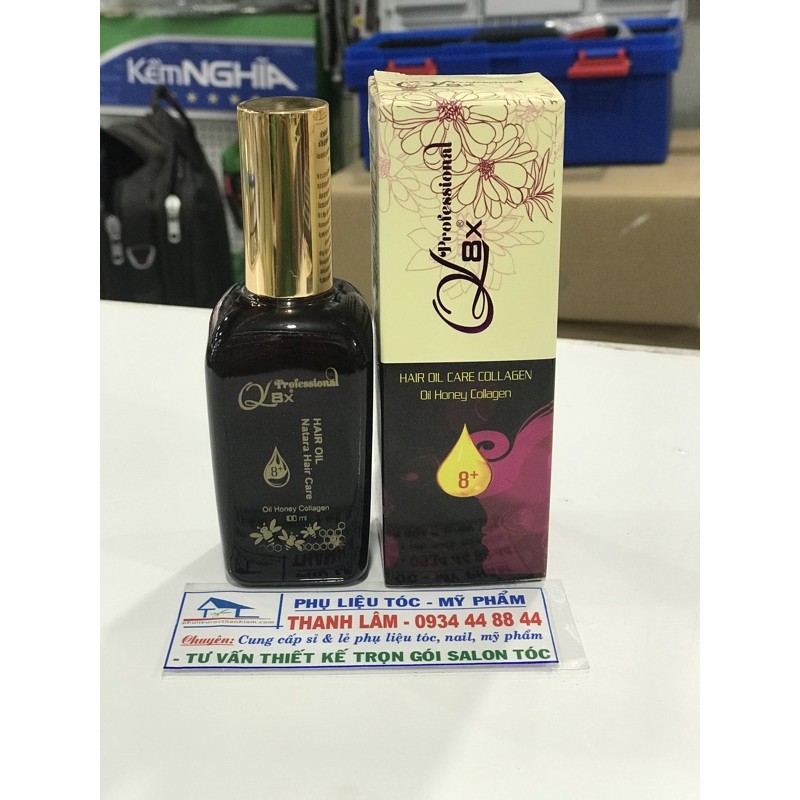 KềmNGHĨA
Professional
QL8x®
HAIR OIL CARE COLLAGEN
Oil Honey Collagen
8+
Professional
QL8x®
HAIR OIL
Natara Hair Care
8+
Oil Honey Collagen
100 ml
PHỤ LIỆU TÓC - MỸ PHẨM
THANH LÂM - 0934 44 88 44
Chuyên: Cung cấp sỉ & lẻ phụ liệu tóc, nail, mỹ phẩm
- TƯ VẤN THIẾT KẾ TRỌN GÓI SALON TÓC